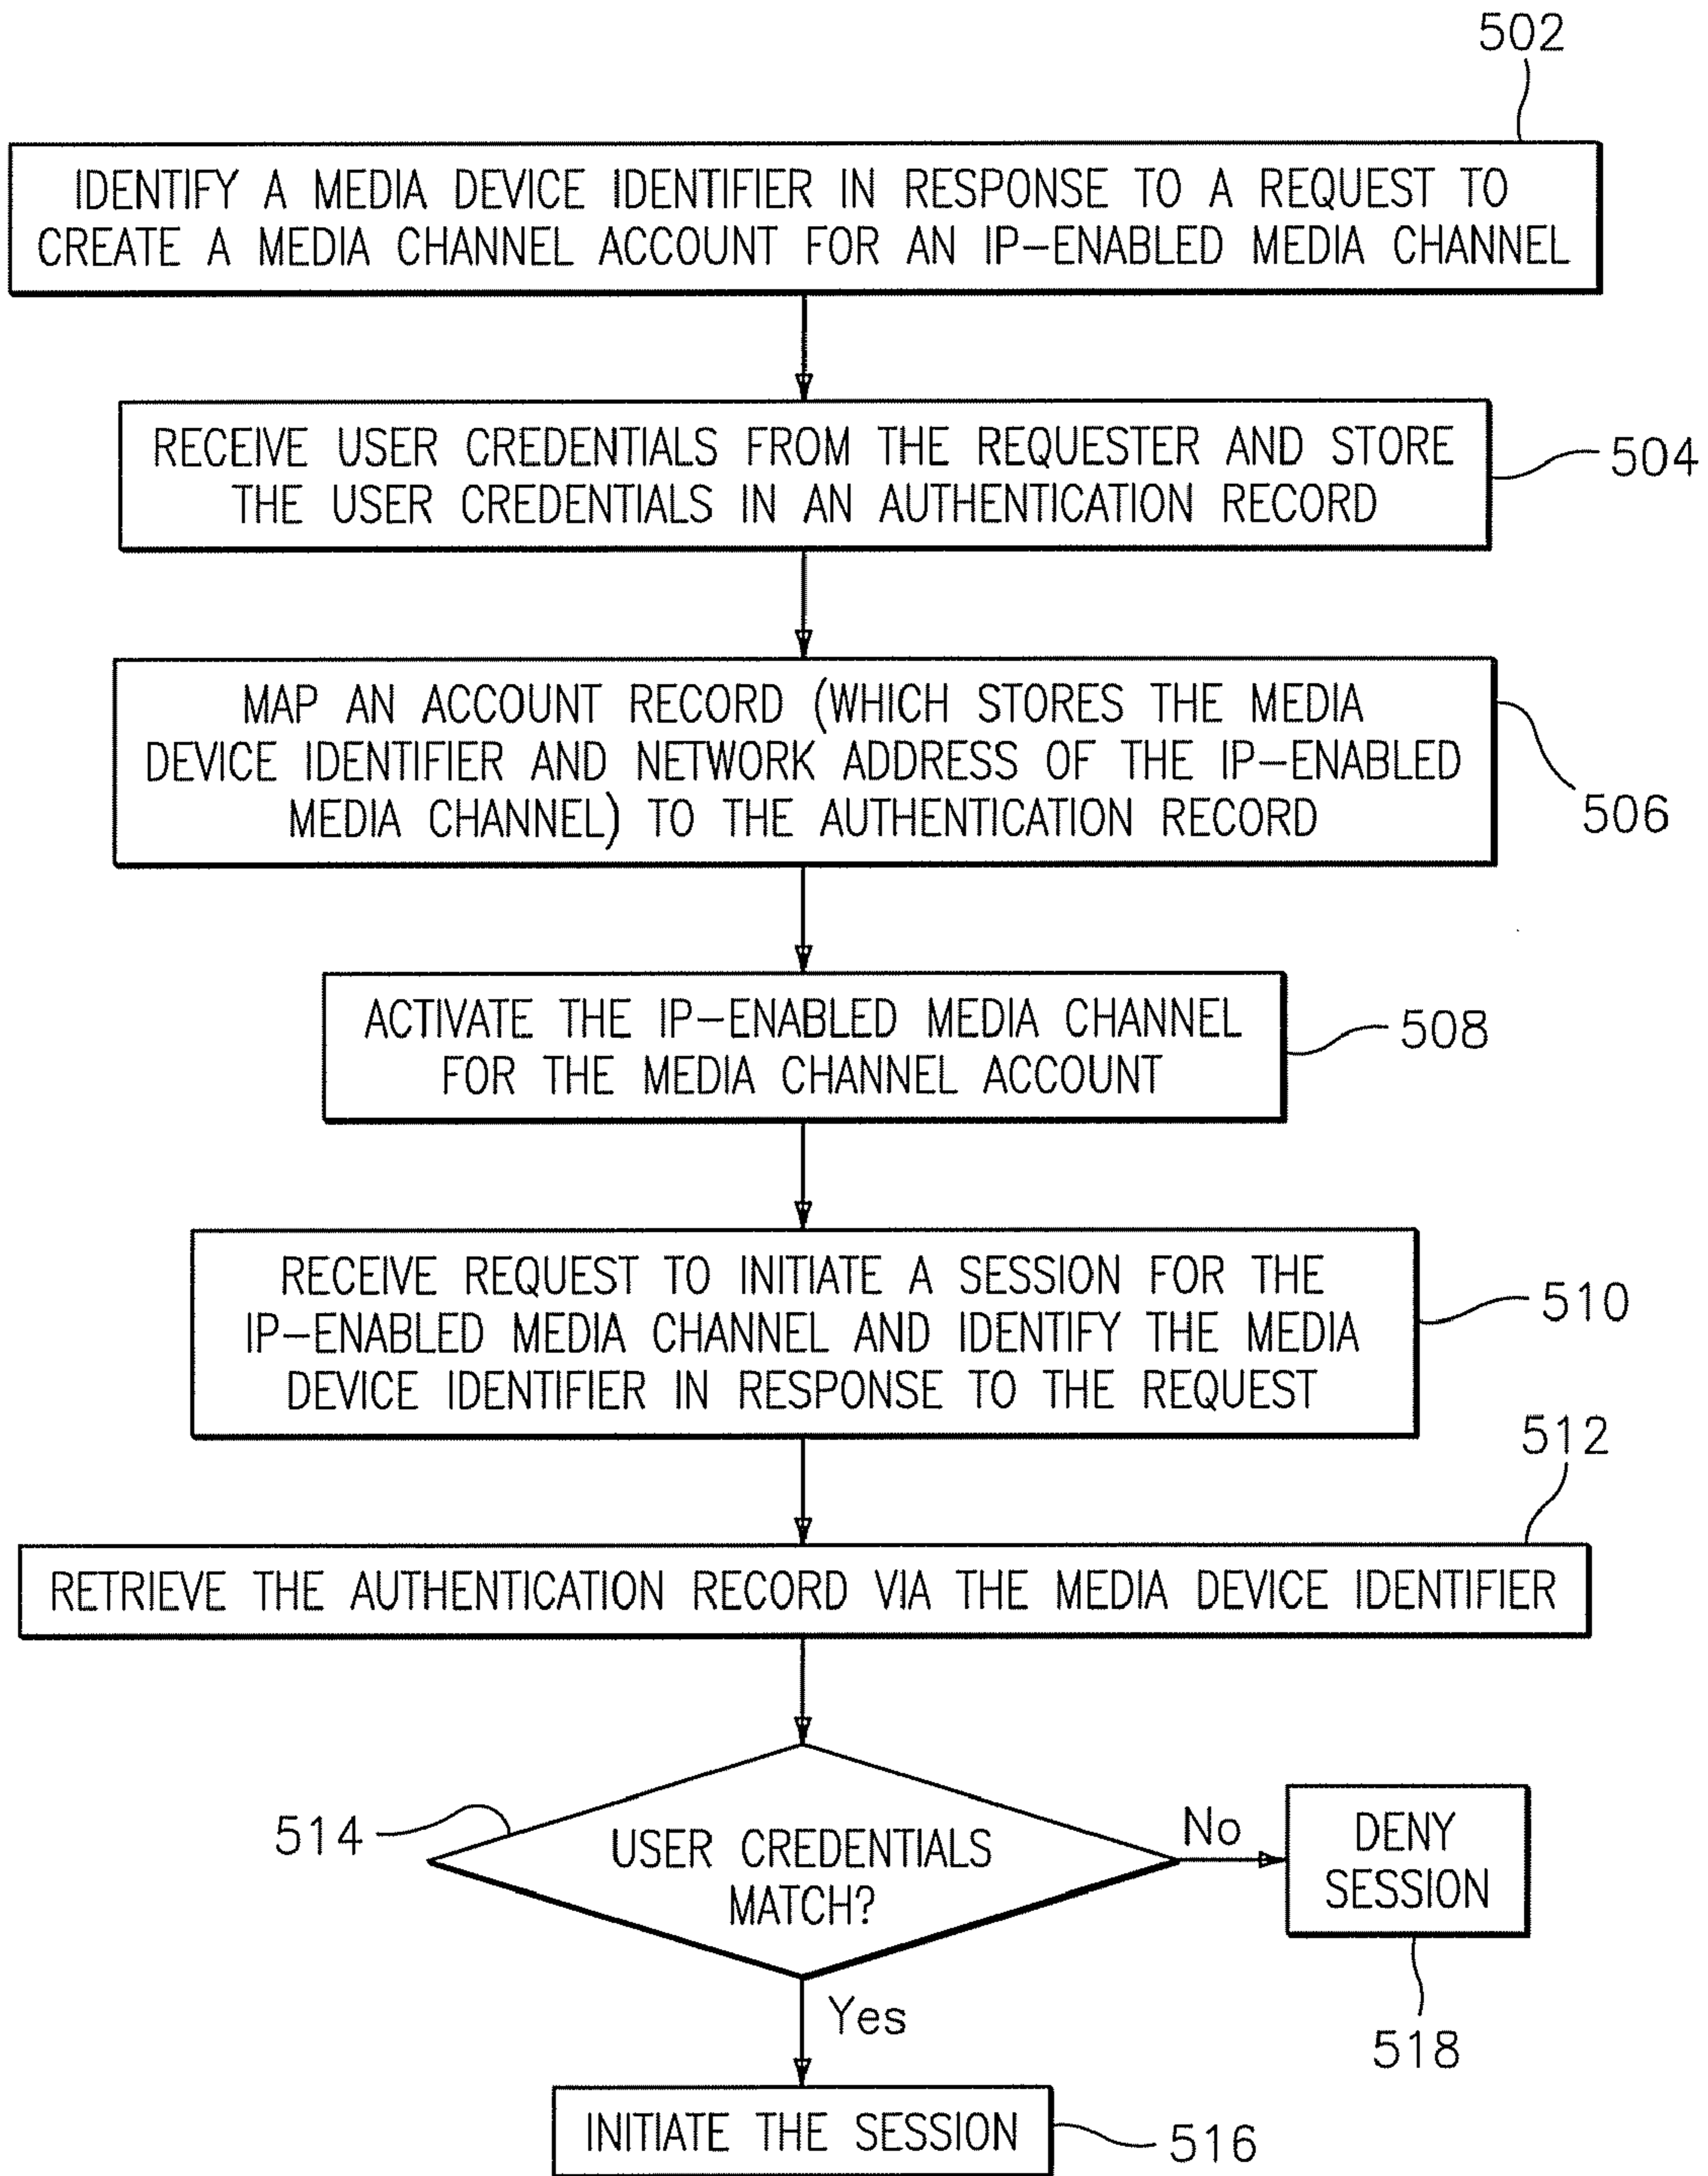 502
IDENTIFY A MEDIA DEVICE IDENTIFIER IN RESPONSE TO A REQUEST TO
CREATE A MEDIA CHANNEL ACCOUNT FOR AN IP-ENABLED MEDIA CHANNEL
RECEIVE USER CREDENTIALS FROM THE REQUESTER AND STORE
THE USER CREDENTIALS IN AN AUTHENTICATION RECORD
504
MAP AN ACCOUNT RECORD (WHICH STORES THE MEDIA
DEVICE IDENTIFIER AND NETWORK ADDRESS OF THE IP-ENABLED
MEDIA CHANNEL) TO THE AUTHENTICATION RECORD
506
ACTIVATE THE IP-ENABLED MEDIA CHANNEL
FOR THE MEDIA CHANNEL ACCOUNT
508
RECEIVE REQUEST TO INITIATE A SESSION FOR THE
IP-ENABLED MEDIA CHANNEL AND IDENTIFY THE MEDIA
DEVICE IDENTIFIER IN RESPONSE TO THE REQUEST
510
512
RETRIEVE THE AUTHENTICATION RECORD VIA THE MEDIA DEVICE IDENTIFIER
514
USER CREDENTIALS
MATCH?
No
DENY
SESSION
518
Yes
INITIATE THE SESSION
516